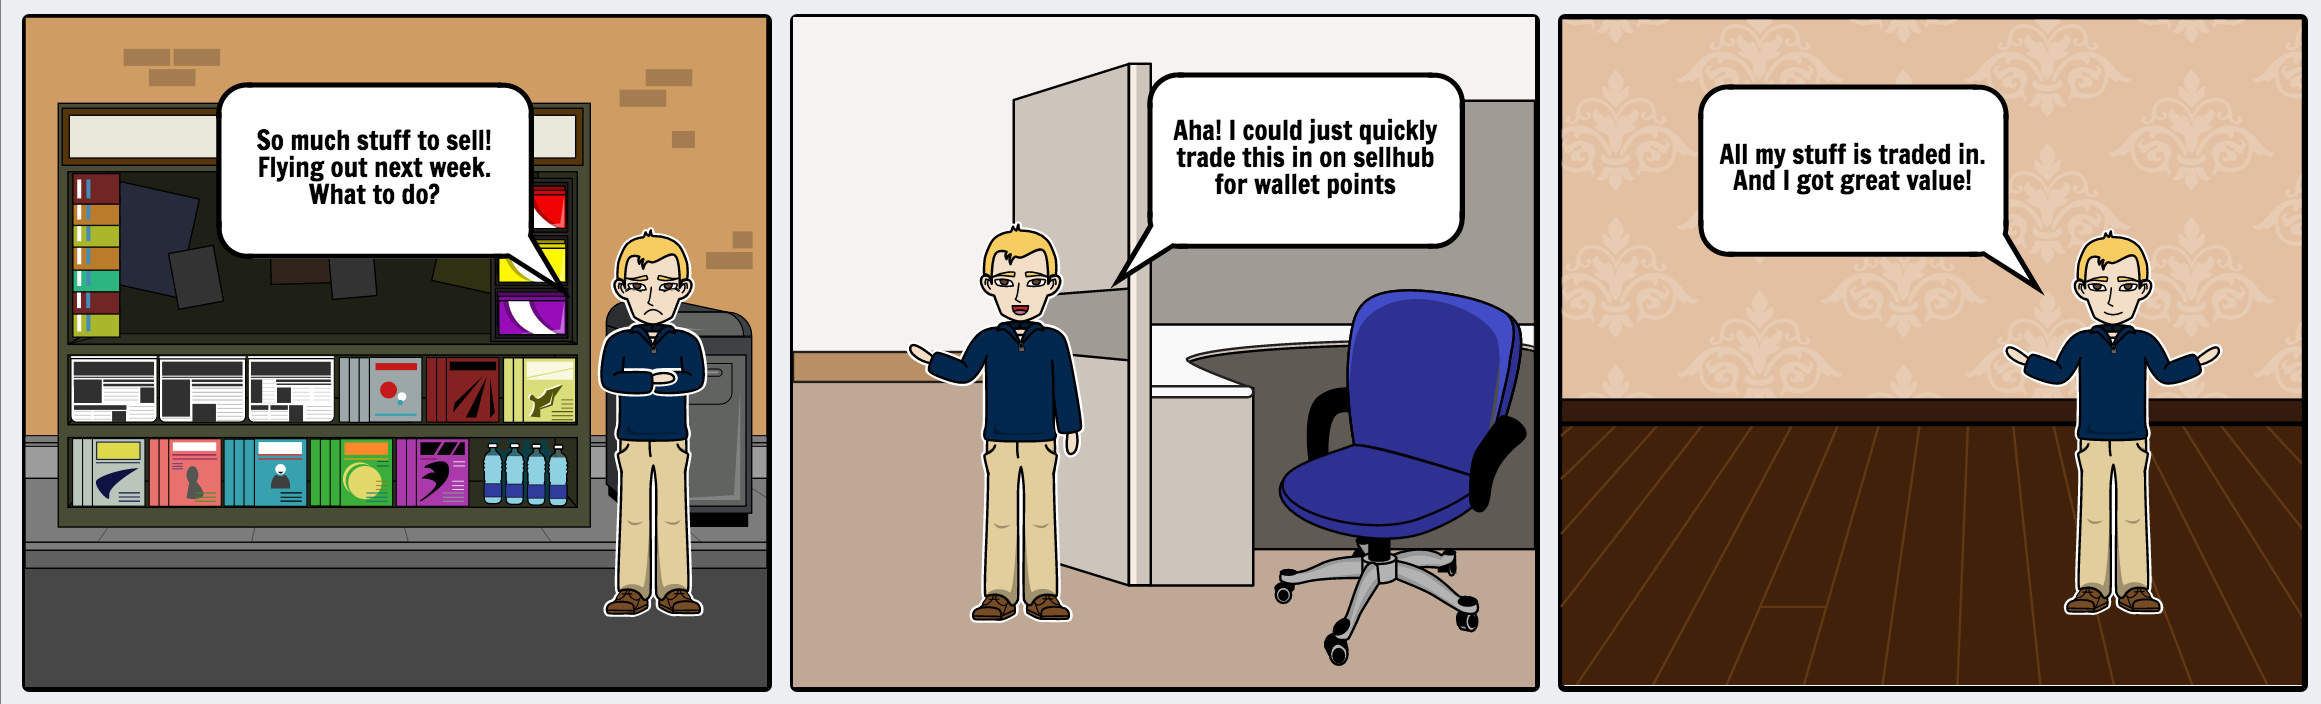 So much stuff to sell!
Flying out next week.
What to do?
Aha! I could just quickly
trade this in on sellhub
for wallet points
All my stuff is traded in.
And I got great value!